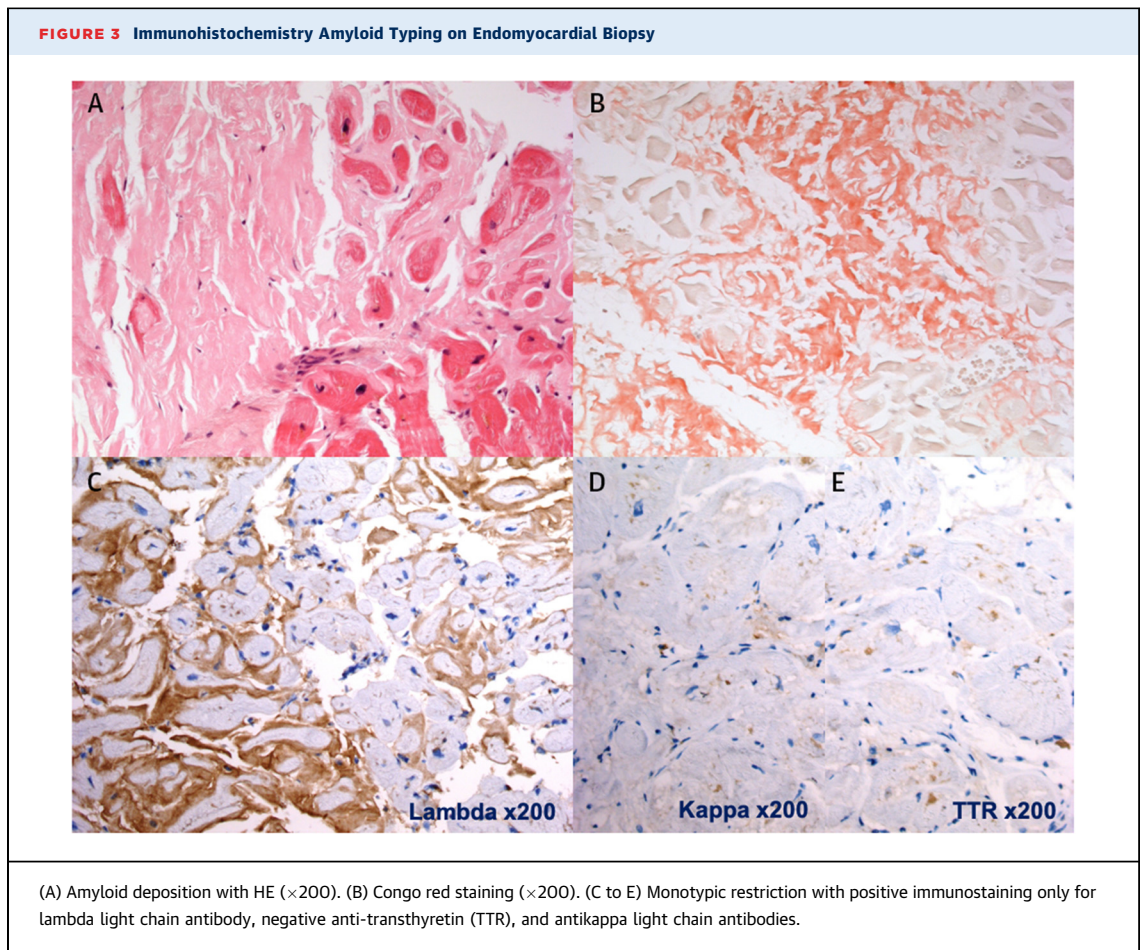 FIGURE 3 Immunohistochemistry Amyloid Typing on Endomyocardial Biopsy
A
B
C
D
E
Lambda x200
Kappa x200
TTR x200
(A) Amyloid deposition with HE (×200). (B) Congo red staining (×200). (C to E) Monotypic restriction with positive immunostaining only for
lambda light chain antibody, negative anti-transthyretin (TTR), and antikappa light chain antibodies.